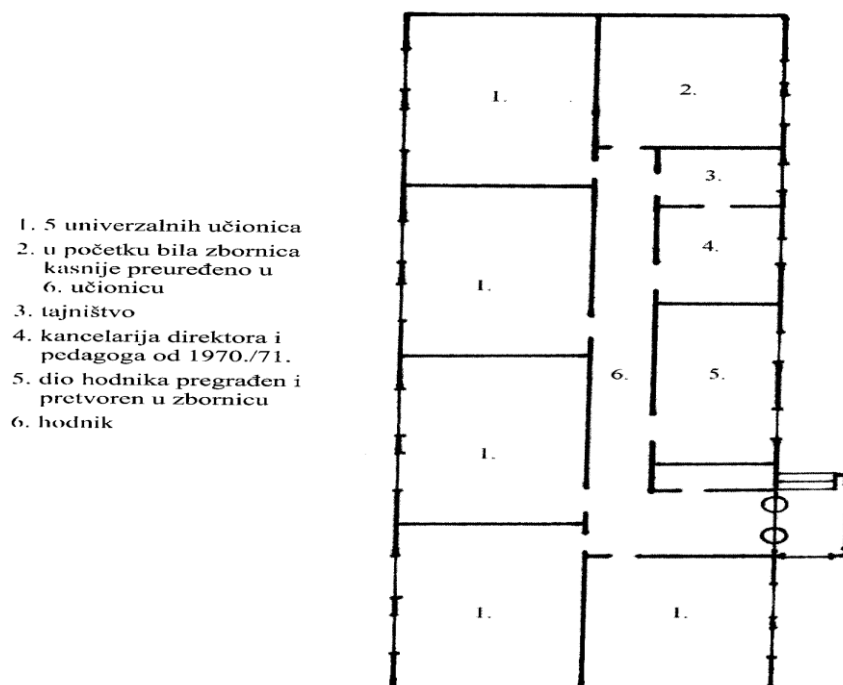 1. 5 univerzalnih učionica
2. u početku bila zbornica
kasnije preuređeno u
6. učionicu
3. tajništvo
4. kancelarija direktora i
pedagoga od 1970./71.
5. dio hodnika pregrađen i
pretvoren u zbornicu
6. hodnik
1.
2.
3.
4.
1.
6.
5.
1.
1.
1.